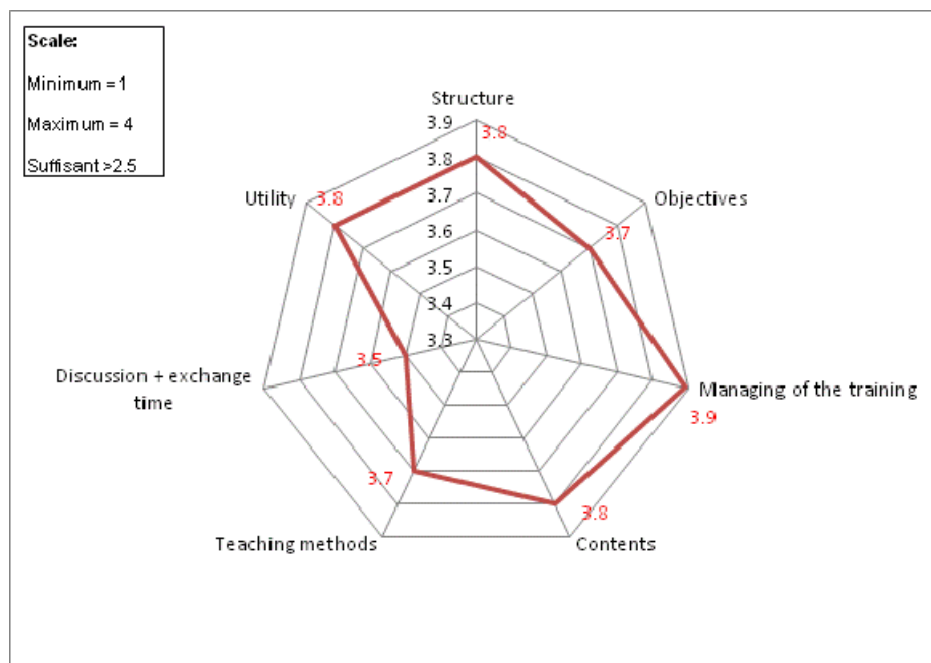 Scale:
Minimum = 1
Maximum = 4
Suffisant >2.5
Structure
3.9
3.8
3.8
Utility
3.8
3.7
Objectives
3.7
3.6
3.5
3.4
3.3
3.5
Discussion + exchange
time
Managing of the training
3.9
3.7
3.8
Teaching methods
Contents